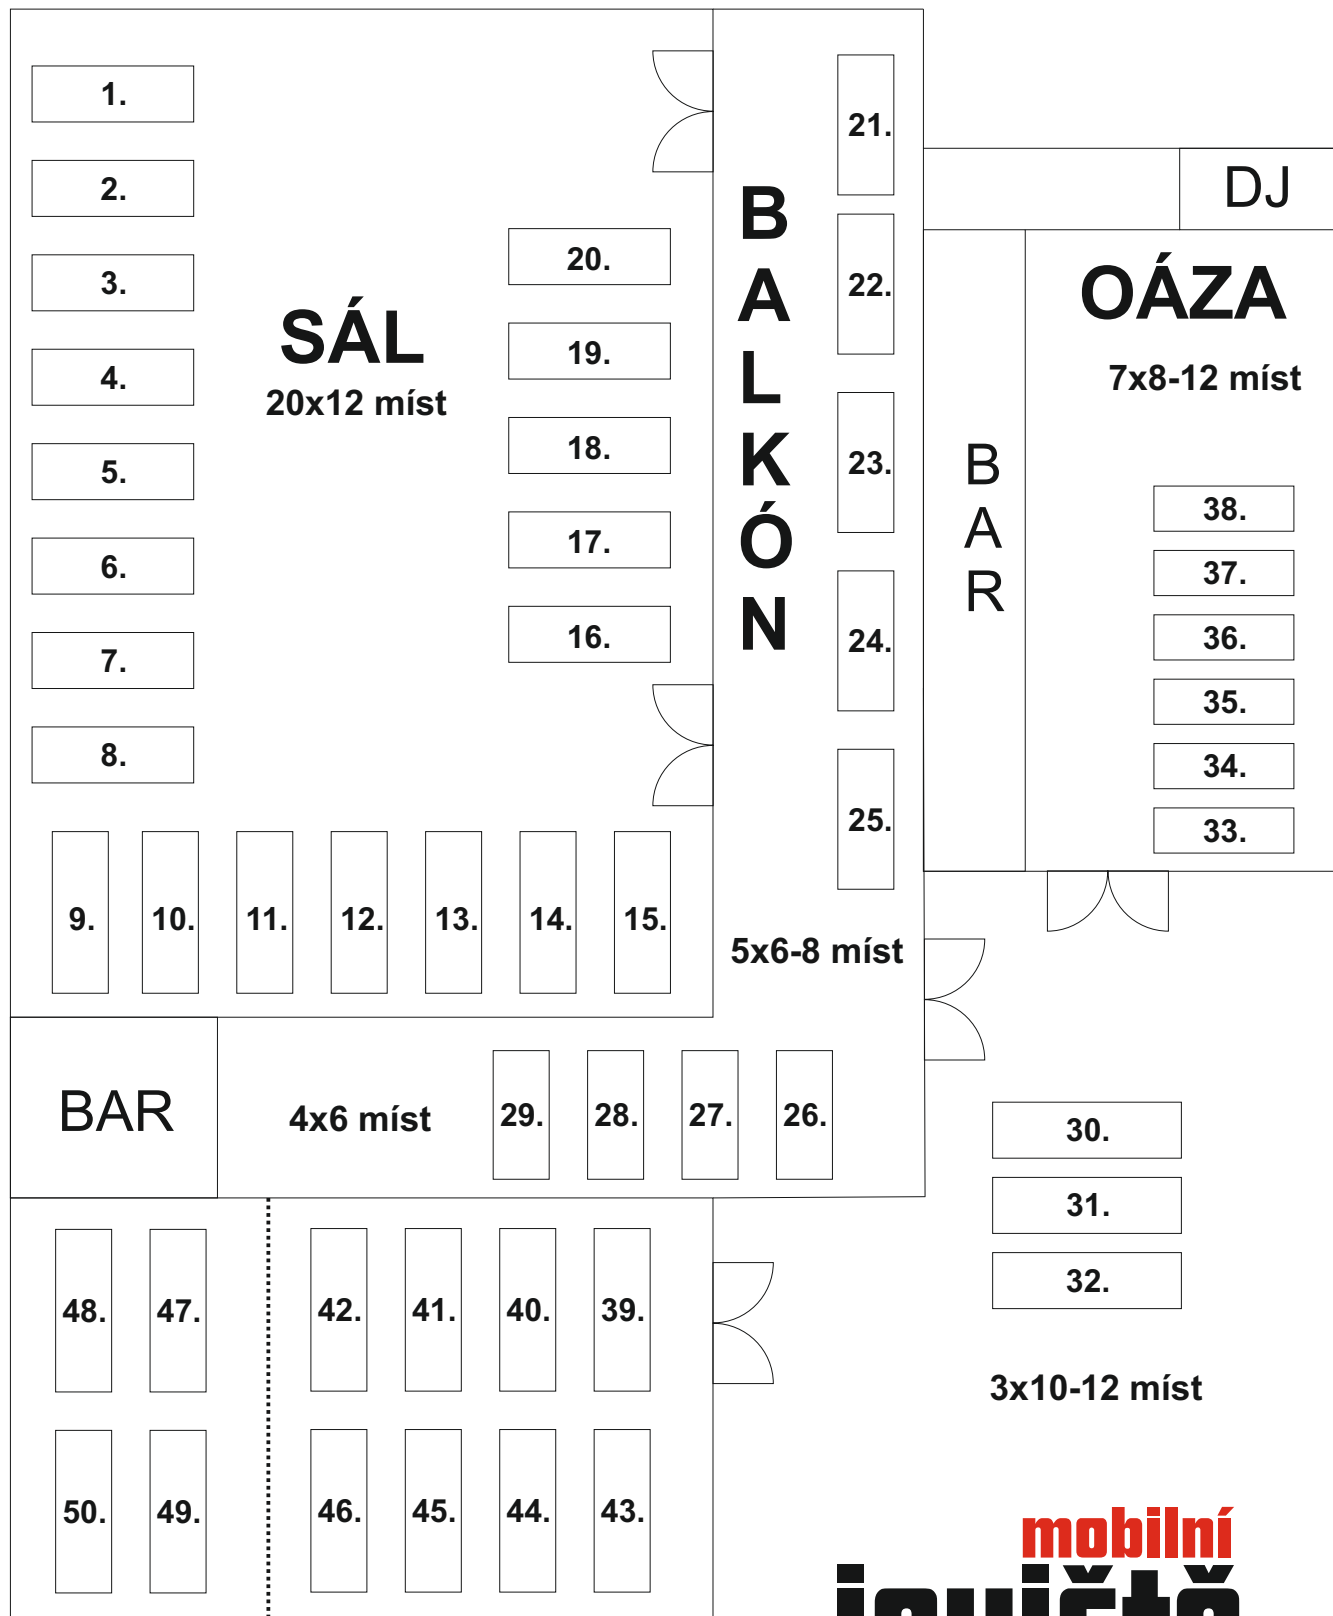 1.
2.
3.
4.
5.
6.
7.
8.
SÁL
20x12 míst
20.
19.
18.
17.
16.
9. 10. 11. 12. 13. 14. 15.
BALKÓN
21.
22.
23.
24.
25.
5x6-8 míst
DJ
OÁZA
7x8-12 míst
BAR
38.
37.
36.
35.
34.
33.
BAR
4x6 míst
29. 28. 27. 26.
30.
31.
32.
3x10-12 míst
48. 47. 42. 41. 40. 39.
50. 49. 46. 45. 44. 43.
mobilní